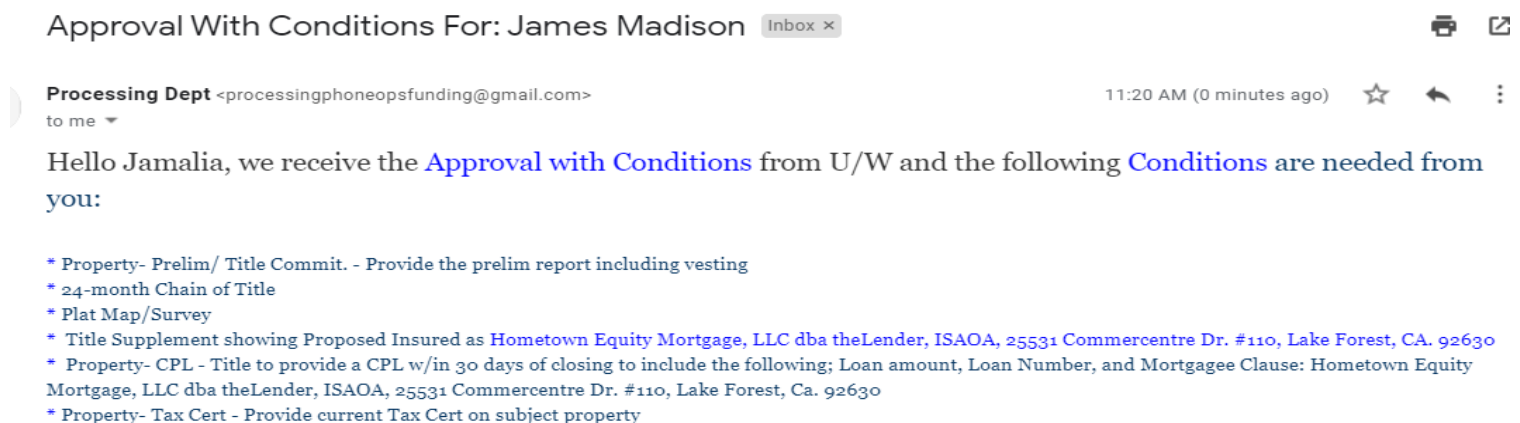 Approval With Conditions For: James Madison Inbox ×
Processing Dept <processingphoneopsfunding@gmail.com> 11:20 AM (0 minutes ago)
to me
Hello Jamalia, we receive the Approval with Conditions from U/W and the following Conditions are needed from
you:
* Property- Prelim/ Title Commit. - Provide the prelim report including vesting
* 24-month Chain of Title
* Plat Map/Survey
* Title Supplement showing Proposed Insured as Hometown Equity Mortgage, LLC dba theLender, ISAOA, 25531 Commercentre Dr. #110, Lake Forest, CA. 92630
* Property- CPL - Title to provide a CPL w/in 30 days of closing to include the following; Loan amount, Loan Number, and Mortgagee Clause: Hometown Equity
Mortgage, LLC dba theLender, ISAOA, 25531 Commercentre Dr. #110, Lake Forest, Ca. 92630
* Property- Tax Cert - Provide current Tax Cert on subject property